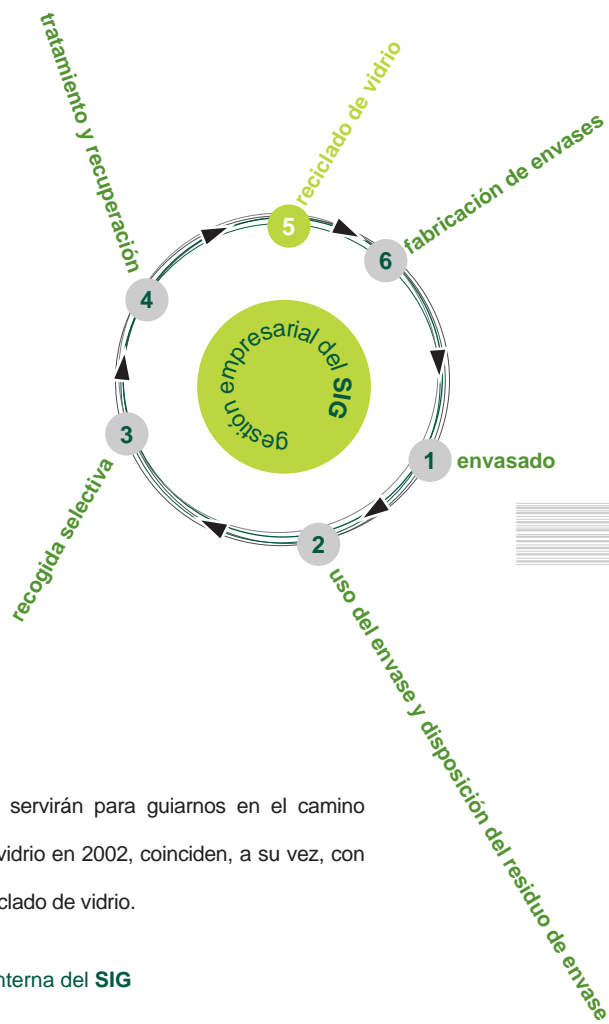 tratamiento y recuperación
reciclado de vidrio
fabricación de envases
5
6
4
gestión empresarial del SIG
3
1
envasado
recogida selectiva
2
uso del envase y disposición del residuo de envase
servirán para guiarnos en el camino
vidrio en 2002, coinciden, a su vez, con
clado de vidrio.
nterna del SIG